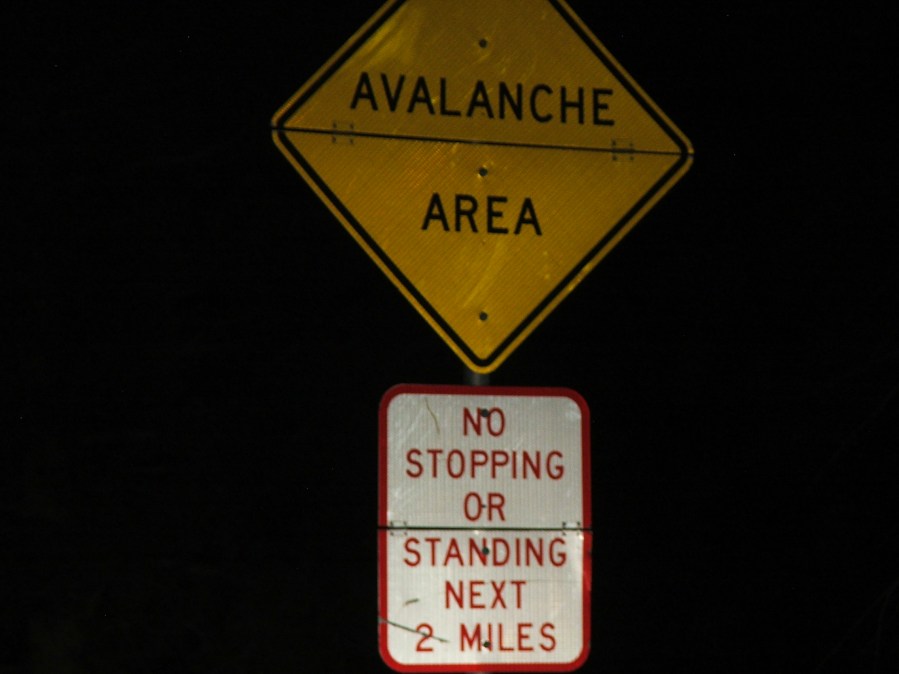 AVALANCHE
AREA
NO
STOPPING
OR
STANDING
NEXT
2 MILES